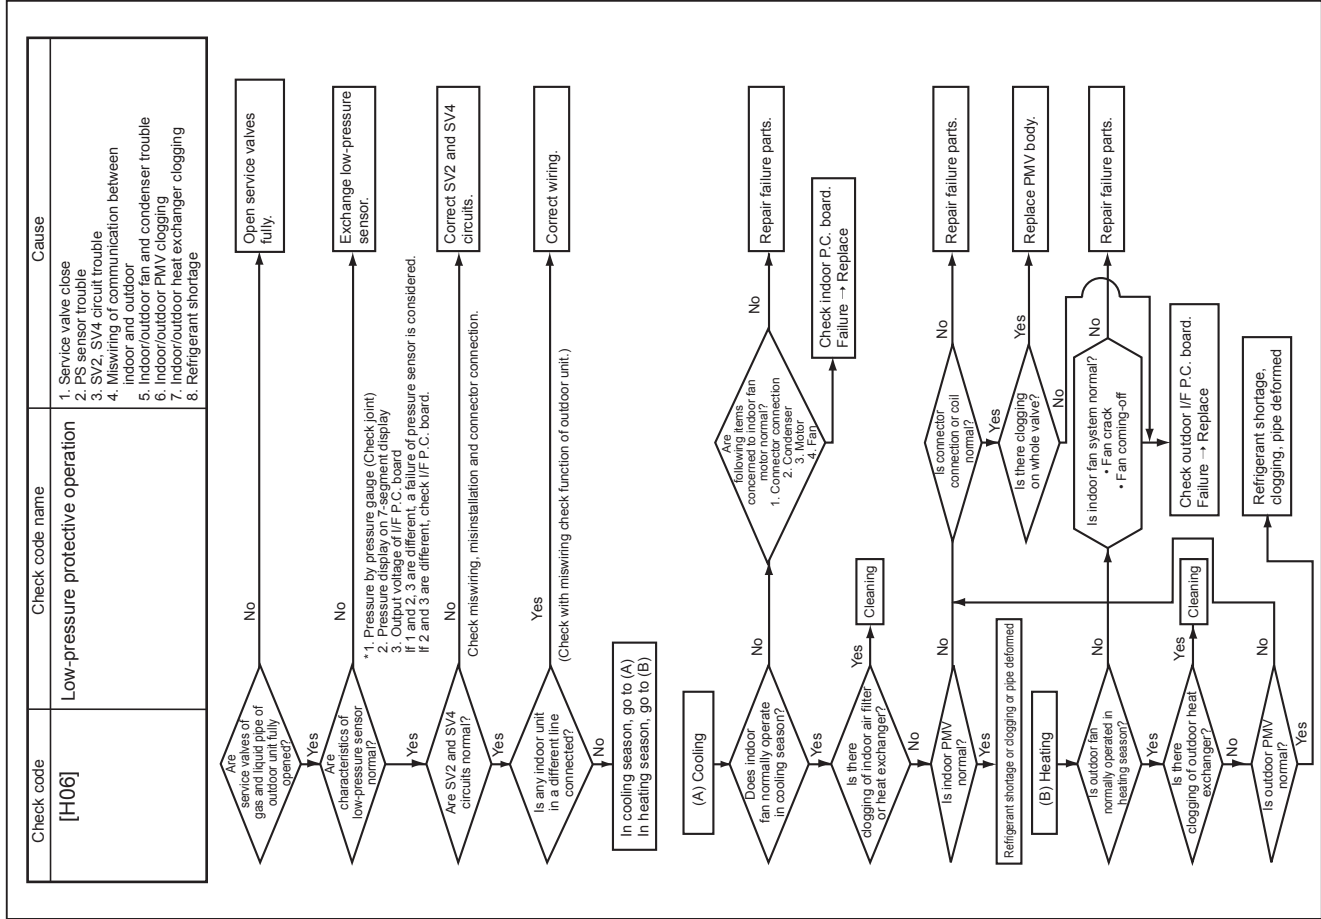 Check code
Check code name
Cause
[H06]
Low-pressure protective operation
1. Service valve close
2. PS sensor trouble
3. SV2, SV4 circuit trouble
4. Miswiring of communication between
indoor and outdoor
5. Indoor/outdoor fan and condenser trouble
6. Indoor/outdoor PMV clogging
7. Indoor/outdoor heat exchanger clogging
8. Refrigerant shortage
Are
service valves of
gas and liquid pipe of
outdoor unit fully
opened?
No
Open service valves
fully.
Yes
Are
characteristics of
low-pressure sensor
normal?
No
Exchange low-pressure
sensor.
*1. Pressure by pressure gauge (Check joint)
2. Pressure display on 7-segment display
3. Output voltage of I/F P.C. board
If 1 and 2, 3 are different, a failure of pressure sensor is considered.
If 2 and 3 are different, check I/F P.C. board.
Yes
Are SV2 and SV4
circuits normal?
No
Correct SV2 and SV4
circuits.
Check miswiring, misinstallation and connector connection.
Yes
Is any indoor unit
in a different line
connected?
Yes
Correct wiring.
(Check with miswiring check function of outdoor unit.)
No
In cooling season, go to (A)
In heating season, go to (B)
(A) Cooling
Does indoor
fan normally operate
in cooling season?
No
Are
following items
concerned to indoor fan
motor normal?
1. Connector connection
2. Condenser
3. Motor
4. Fan
No
Repair failure parts.
Check indoor P.C. board.
Failure → Replace
Yes
Is there
clogging of indoor air filter
or heat exchanger?
Yes
Cleaning
No
Is indoor PMV
normal?
No
Is connector
connection or coil
normal?
No
Repair failure parts.
Yes
Is there clogging
on whole valve?
Yes
Replace PMV body.
No
Yes
Refrigerant shortage or clogging or pipe deformed
(B) Heating
Is outdoor fan
normally operated in
heating season?
No
Is indoor fan system normal?
• Fan crack
• Fan coming-off
No
Repair failure parts.
Check outdoor I/F P.C. board.
Failure → Replace
Yes
Is there
clogging of outdoor heat
exchanger?
Yes
Cleaning
No
Is outdoor PMV
normal?
No
Yes
Refrigerant shortage,
clogging, pipe deformed